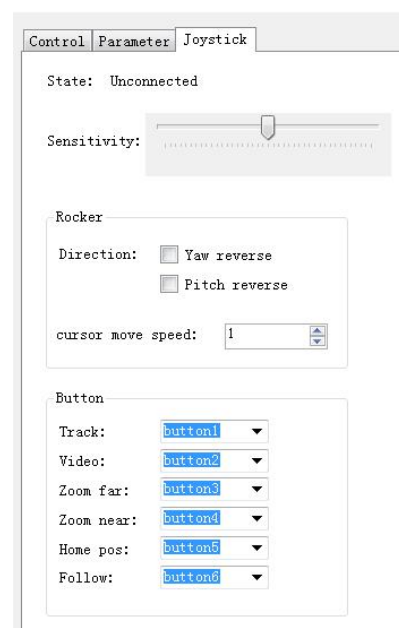 Control Parameter Joystick
State: Unconnected
Sensitivity:
Rocker
Direction: Yaw reverse
Pitch reverse
cursor move speed: 1
Button
Track: button1
Video: button2
Zoom far: button3
Zoom near: button4
Home pos: button5
Follow: button6